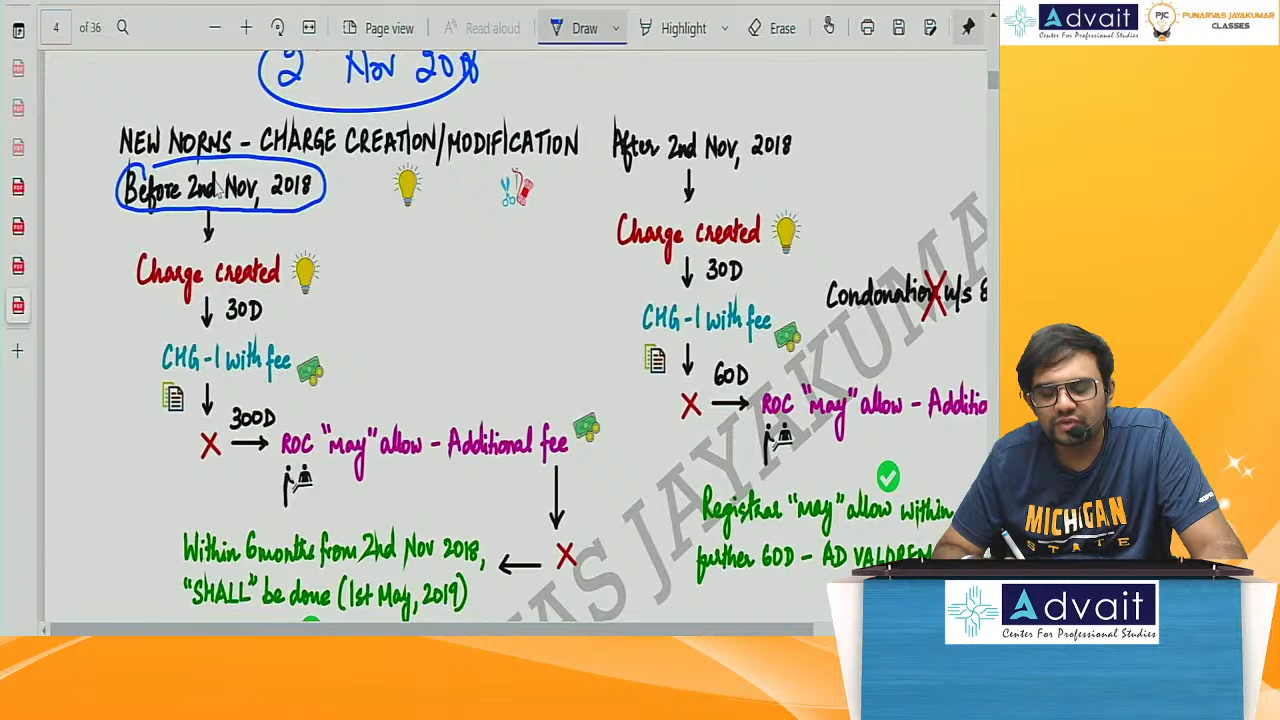 4 of 36
Page view
Read aloud
Draw
Highlight
Erase
Advait
Center For Professional Studies
PJC
PUNARVAS JAYAKUMAR
CLASSES
2 Nov 2018
NEW NORMS - CHARGE CREATION/MODIFICATION
Before 2nd Nov, 2018
Charge created
30D
CHG-1 with fee
300D
X
ROC "may" allow - Additional fee
X
Within 6 months from 2nd Nov 2018,
"SHALL" be done (1st May, 2019)
After 2nd Nov, 2018
Charge created
30D
CHG-1 with fee
Condonation u/s 8
60D
X
ROC "may" allow - Additio
Registrar "may" allow within
further 60D - AD VALOREM
AS JAYAKUMA
MICHIGAN
STATE
Advait
Center For Professional Studies